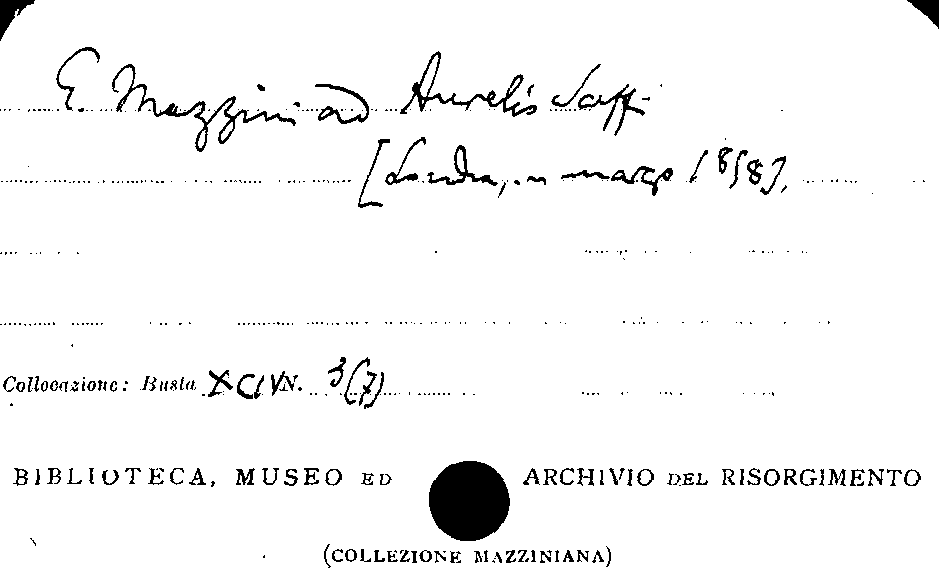 G. Mazzini ad Aurelio Saffi
[Londra, .. marzo 1858].
Collocazione: Busta XCIV N. 3(7)
BIBLIOTECA, MUSEO ED ARCHIVIO DEL RISORGIMENTO
(COLLEZIONE MAZZINIANA)